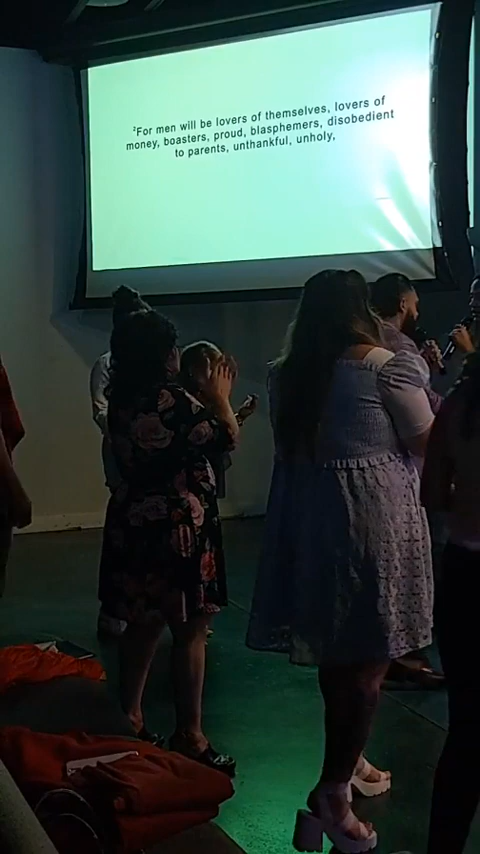 ²For men will be lovers of themselves, lovers of
money, boasters, proud, blasphemers, disobedient
to parents, unthankful, unholy,